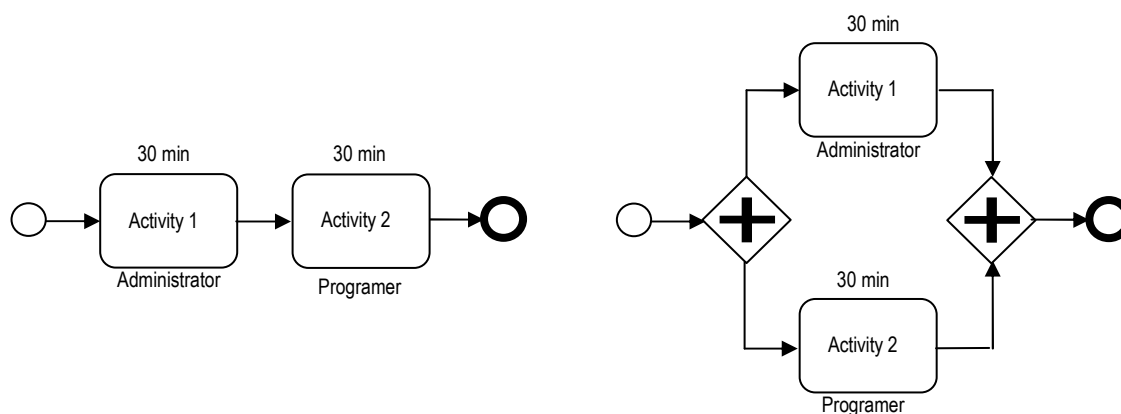 30 min
30 min
Activity 1
Activity 2
Administrator
Programer
30 min
Activity 1
Administrator
30 min
Activity 2
Programer